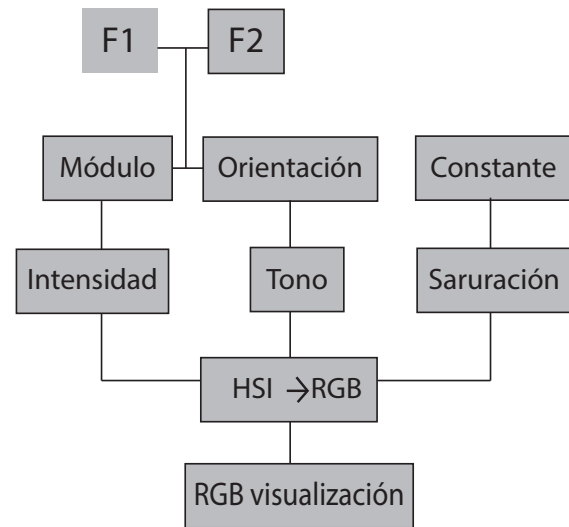 F1
F2
Módulo
Orientación
Constante
Intensidad
Tono
Saruración
HSI →RGB
RGB visualización